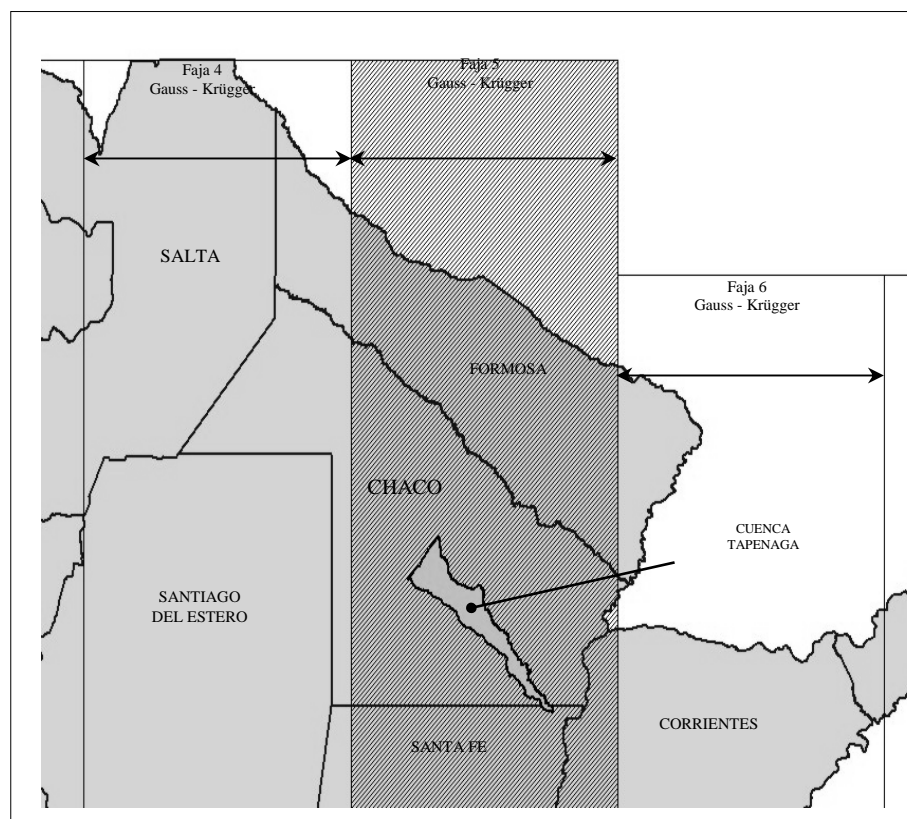 Faja 4
Gauss - Krügger
Faja 5
Gauss - Krügger
Faja 6
Gauss - Krügger
SALTA
FORMOSA
CHACO
CUENCA
TAPENAGA
SANTIAGO
DEL ESTERO
CORRIENTES
SANTA FE